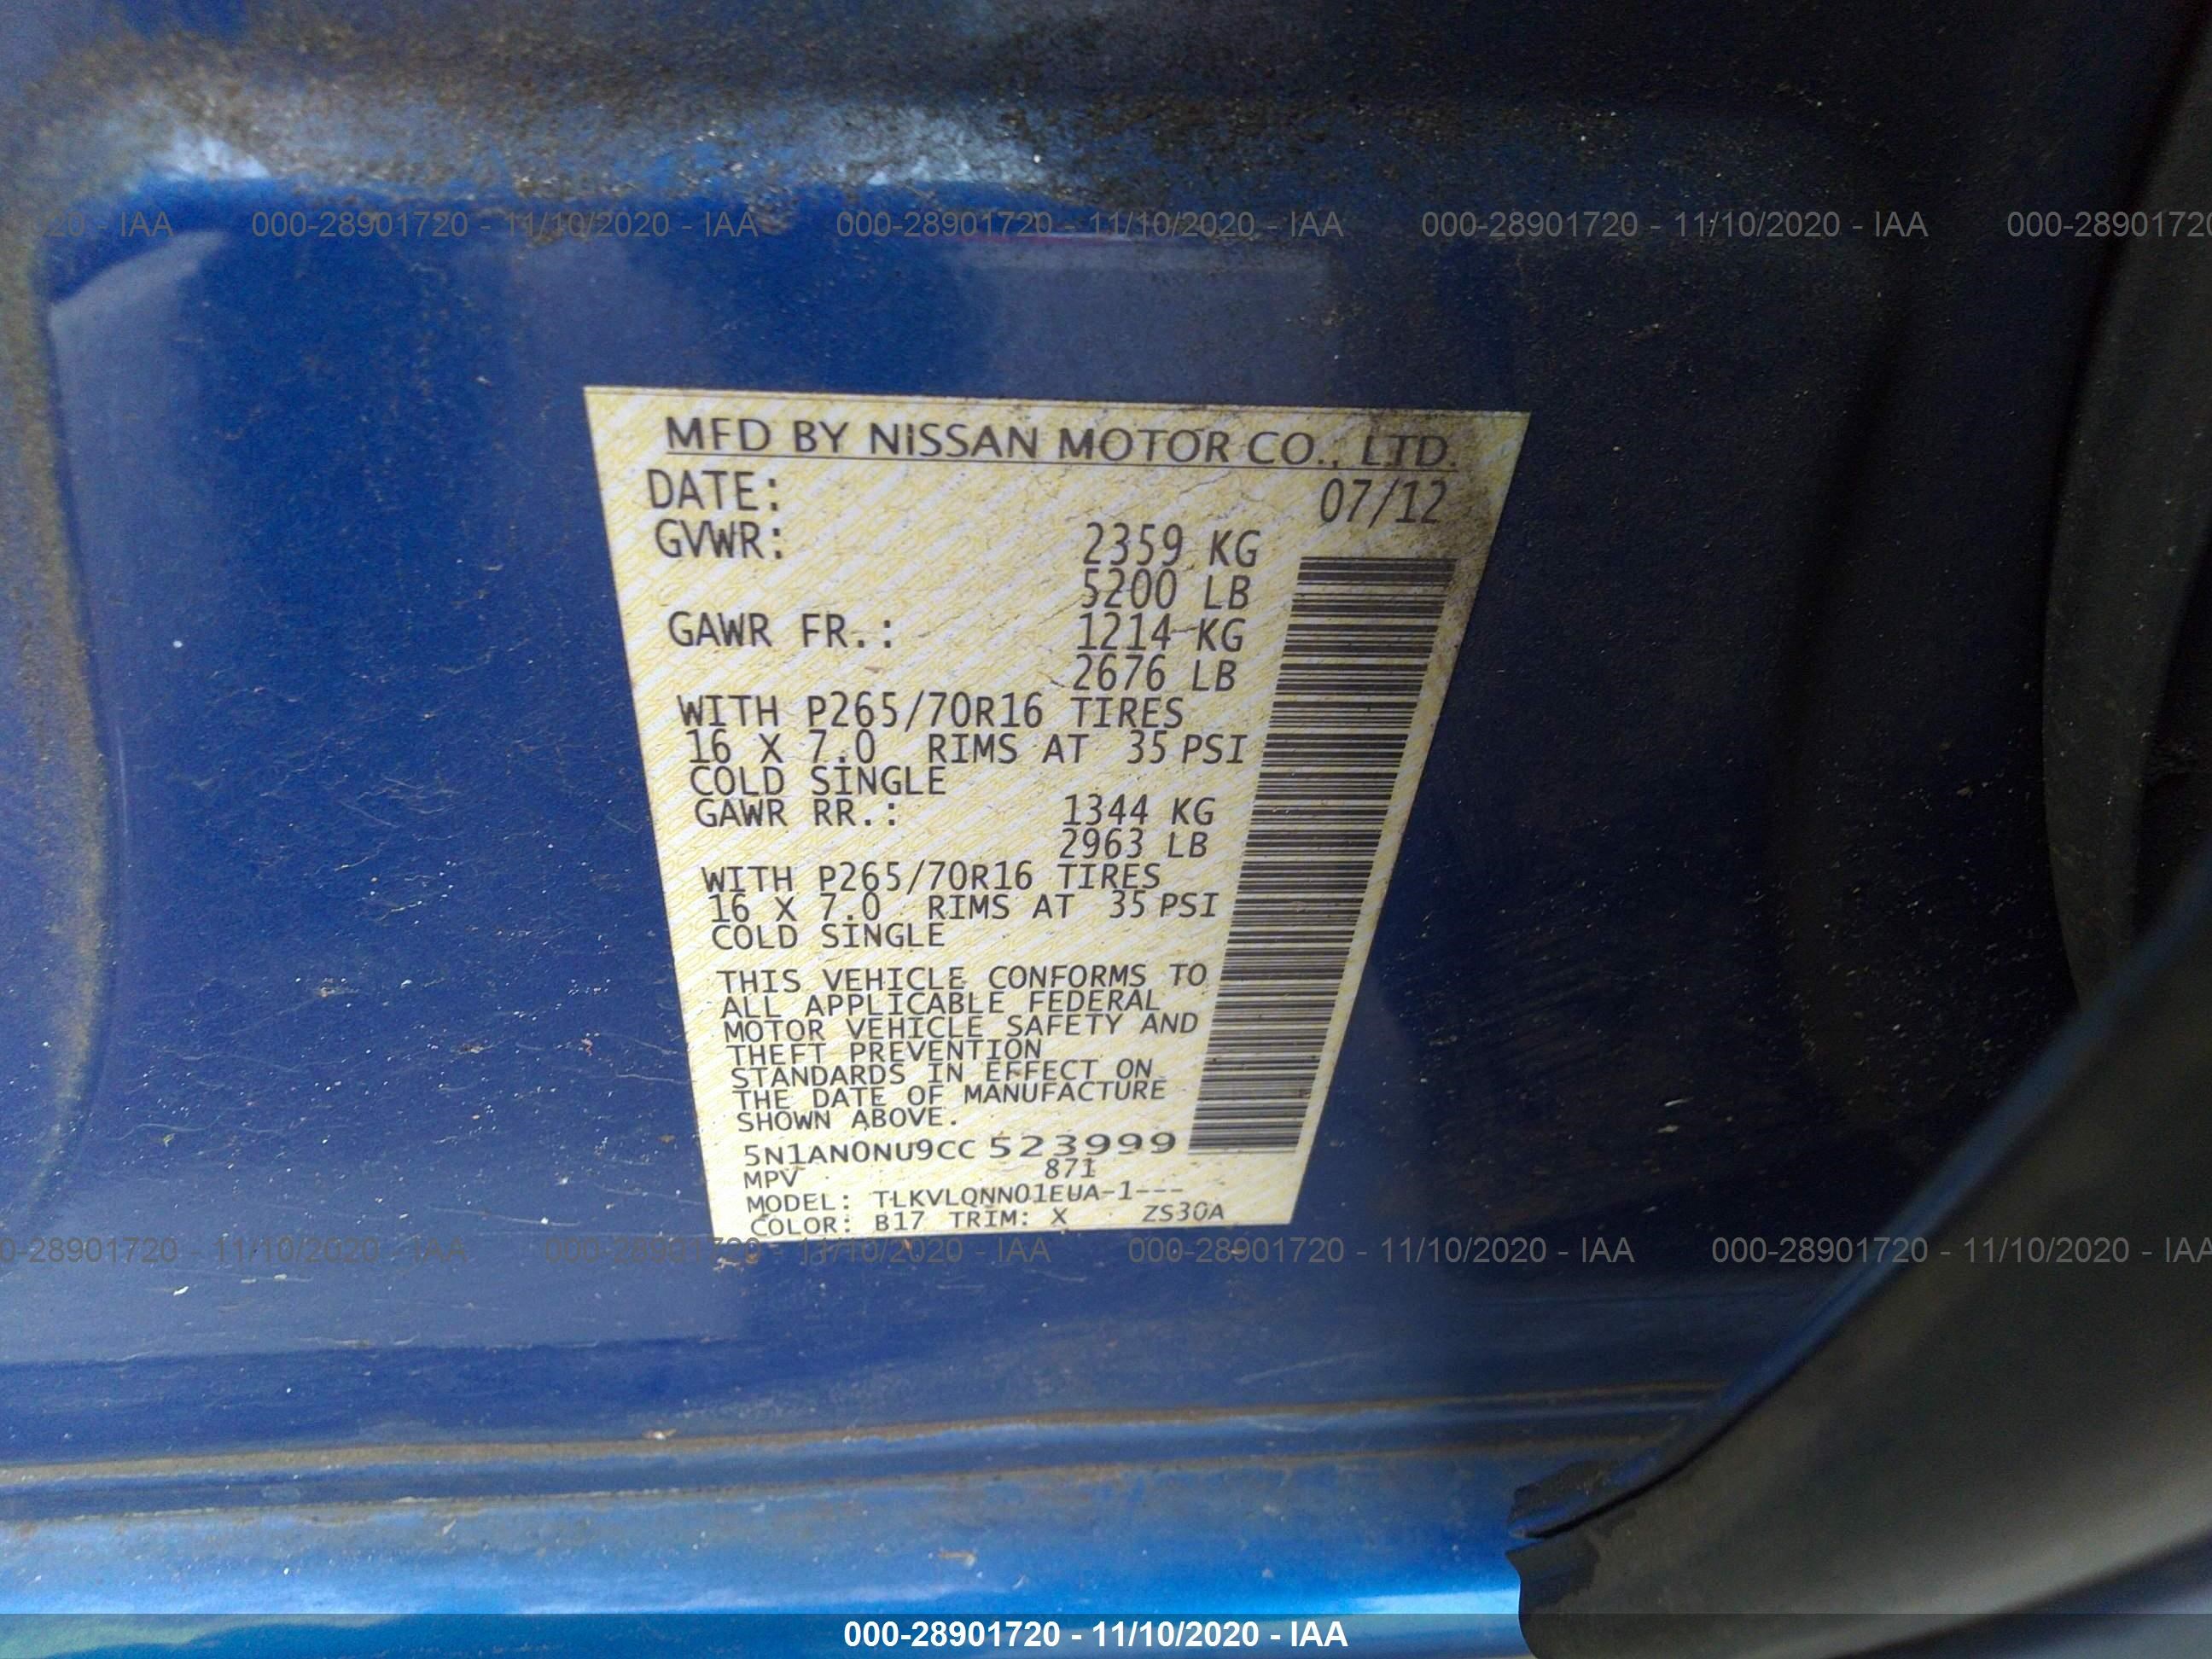 020 - IAA 000-28901720 - 11/10/2020 - IAA 000-28901720 - 11/10/2020 - IAA 000-28901720 - 11/10/2020 - IAA 000-2890172
MFD BY NISSAN MOTOR CO., LTD.
DATE: 07/12
GVWR: 2359 KG
5200 LB
GAWR FR.: 1214 KG
2676 LB
WITH P265/70R16 TIRES
16 X 7.0 RIMS AT 35 PSI
COLD SINGLE
GAWR RR.: 1344 KG
2963 LB
WITH P265/70R16 TIRES
16 X 7.0 RIMS AT 35 PSI
COLD SINGLE
THIS VEHICLE CONFORMS TO
ALL APPLICABLE FEDERAL
MOTOR VEHICLE SAFETY AND
THEFT PREVENTION
STANDARDS IN EFFECT ON
THE DATE OF MANUFACTURE
SHOWN ABOVE.
5N1AN0NU9CC 523999
MPV 871
MODEL: TLKVLQNN01EUA-1---
COLOR: B17 TRIM: X ZS30A
0-28901720 - 11/10/2020 - IAA 000-28901720 - 11/10/2020 - IAA 000-28901720 - 11/10/2020 - IAA 000-28901720 - 11/10/2020 - IAA
000-28901720 - 11/10/2020 - IAA